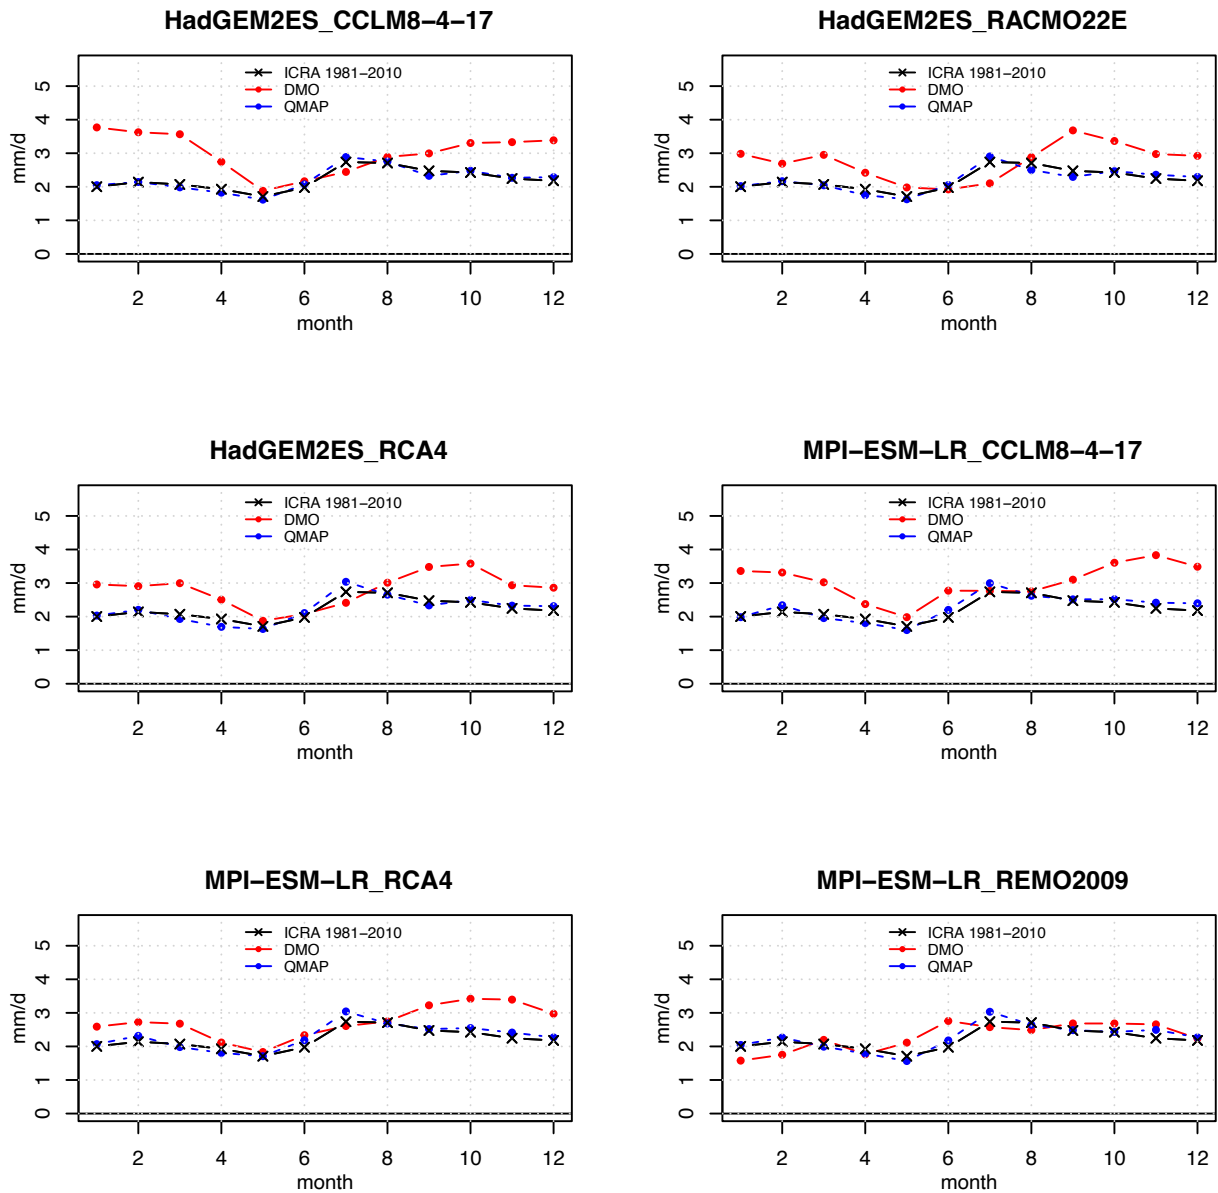 HadGEM2ES_CCLM8−4−17
ICRA 1981−2010
DMO
QMAP
mm/d
0 1 2 3 4 5
2 4 6 8 10 12
month
HadGEM2ES_RACMO22E
ICRA 1981−2010
DMO
QMAP
mm/d
0 1 2 3 4 5
2 4 6 8 10 12
month
HadGEM2ES_RCA4
ICRA 1981−2010
DMO
QMAP
mm/d
0 1 2 3 4 5
2 4 6 8 10 12
month
MPI−ESM−LR_CCLM8−4−17
ICRA 1981−2010
DMO
QMAP
mm/d
0 1 2 3 4 5
2 4 6 8 10 12
month
MPI−ESM−LR_RCA4
ICRA 1981−2010
DMO
QMAP
mm/d
0 1 2 3 4 5
2 4 6 8 10 12
month
MPI−ESM−LR_REMO2009
ICRA 1981−2010
DMO
QMAP
mm/d
0 1 2 3 4 5
2 4 6 8 10 12
month